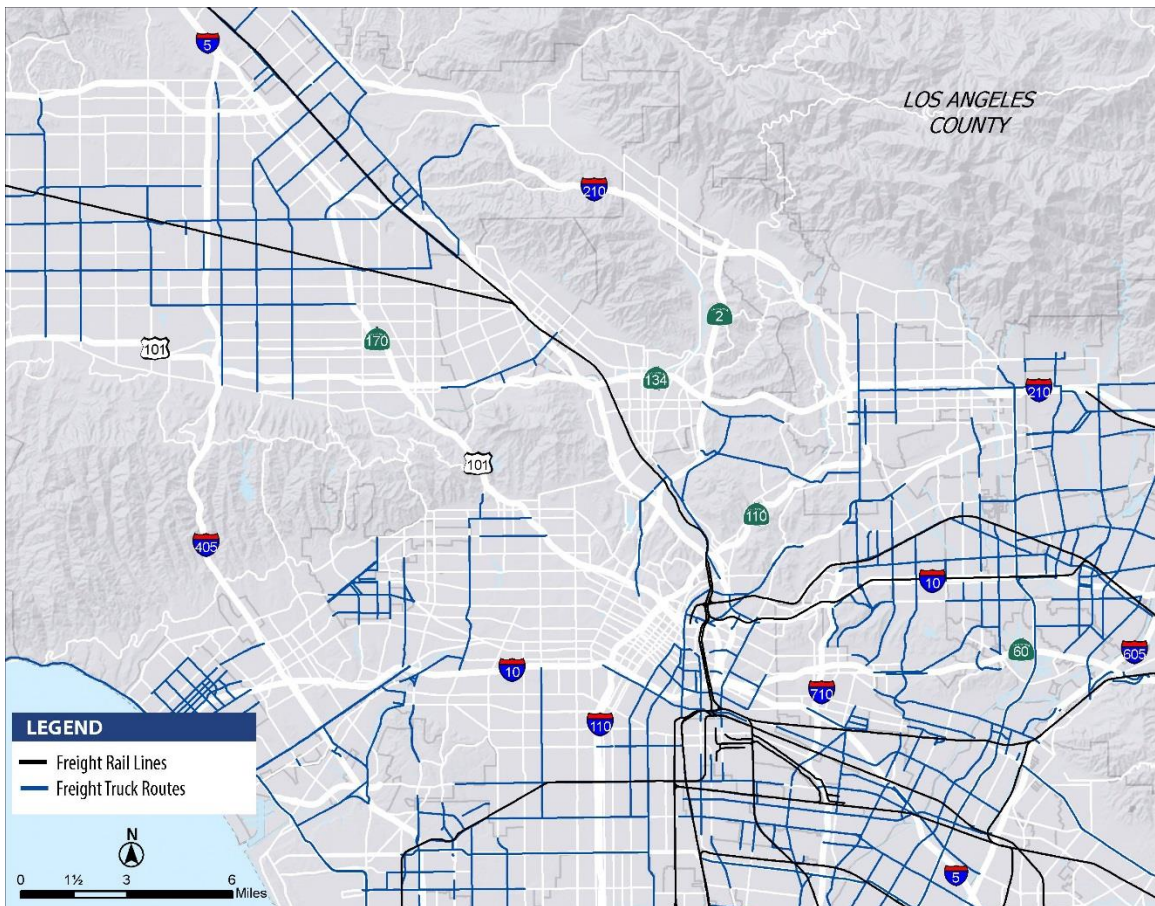 5
LOS ANGELES
COUNTY
210
2
170
101
134
210
101
110
405
10
60
605
10
710
110
LEGEND
Freight Rail Lines
Freight Truck Routes
N
0 1½ 3 6
Miles
5